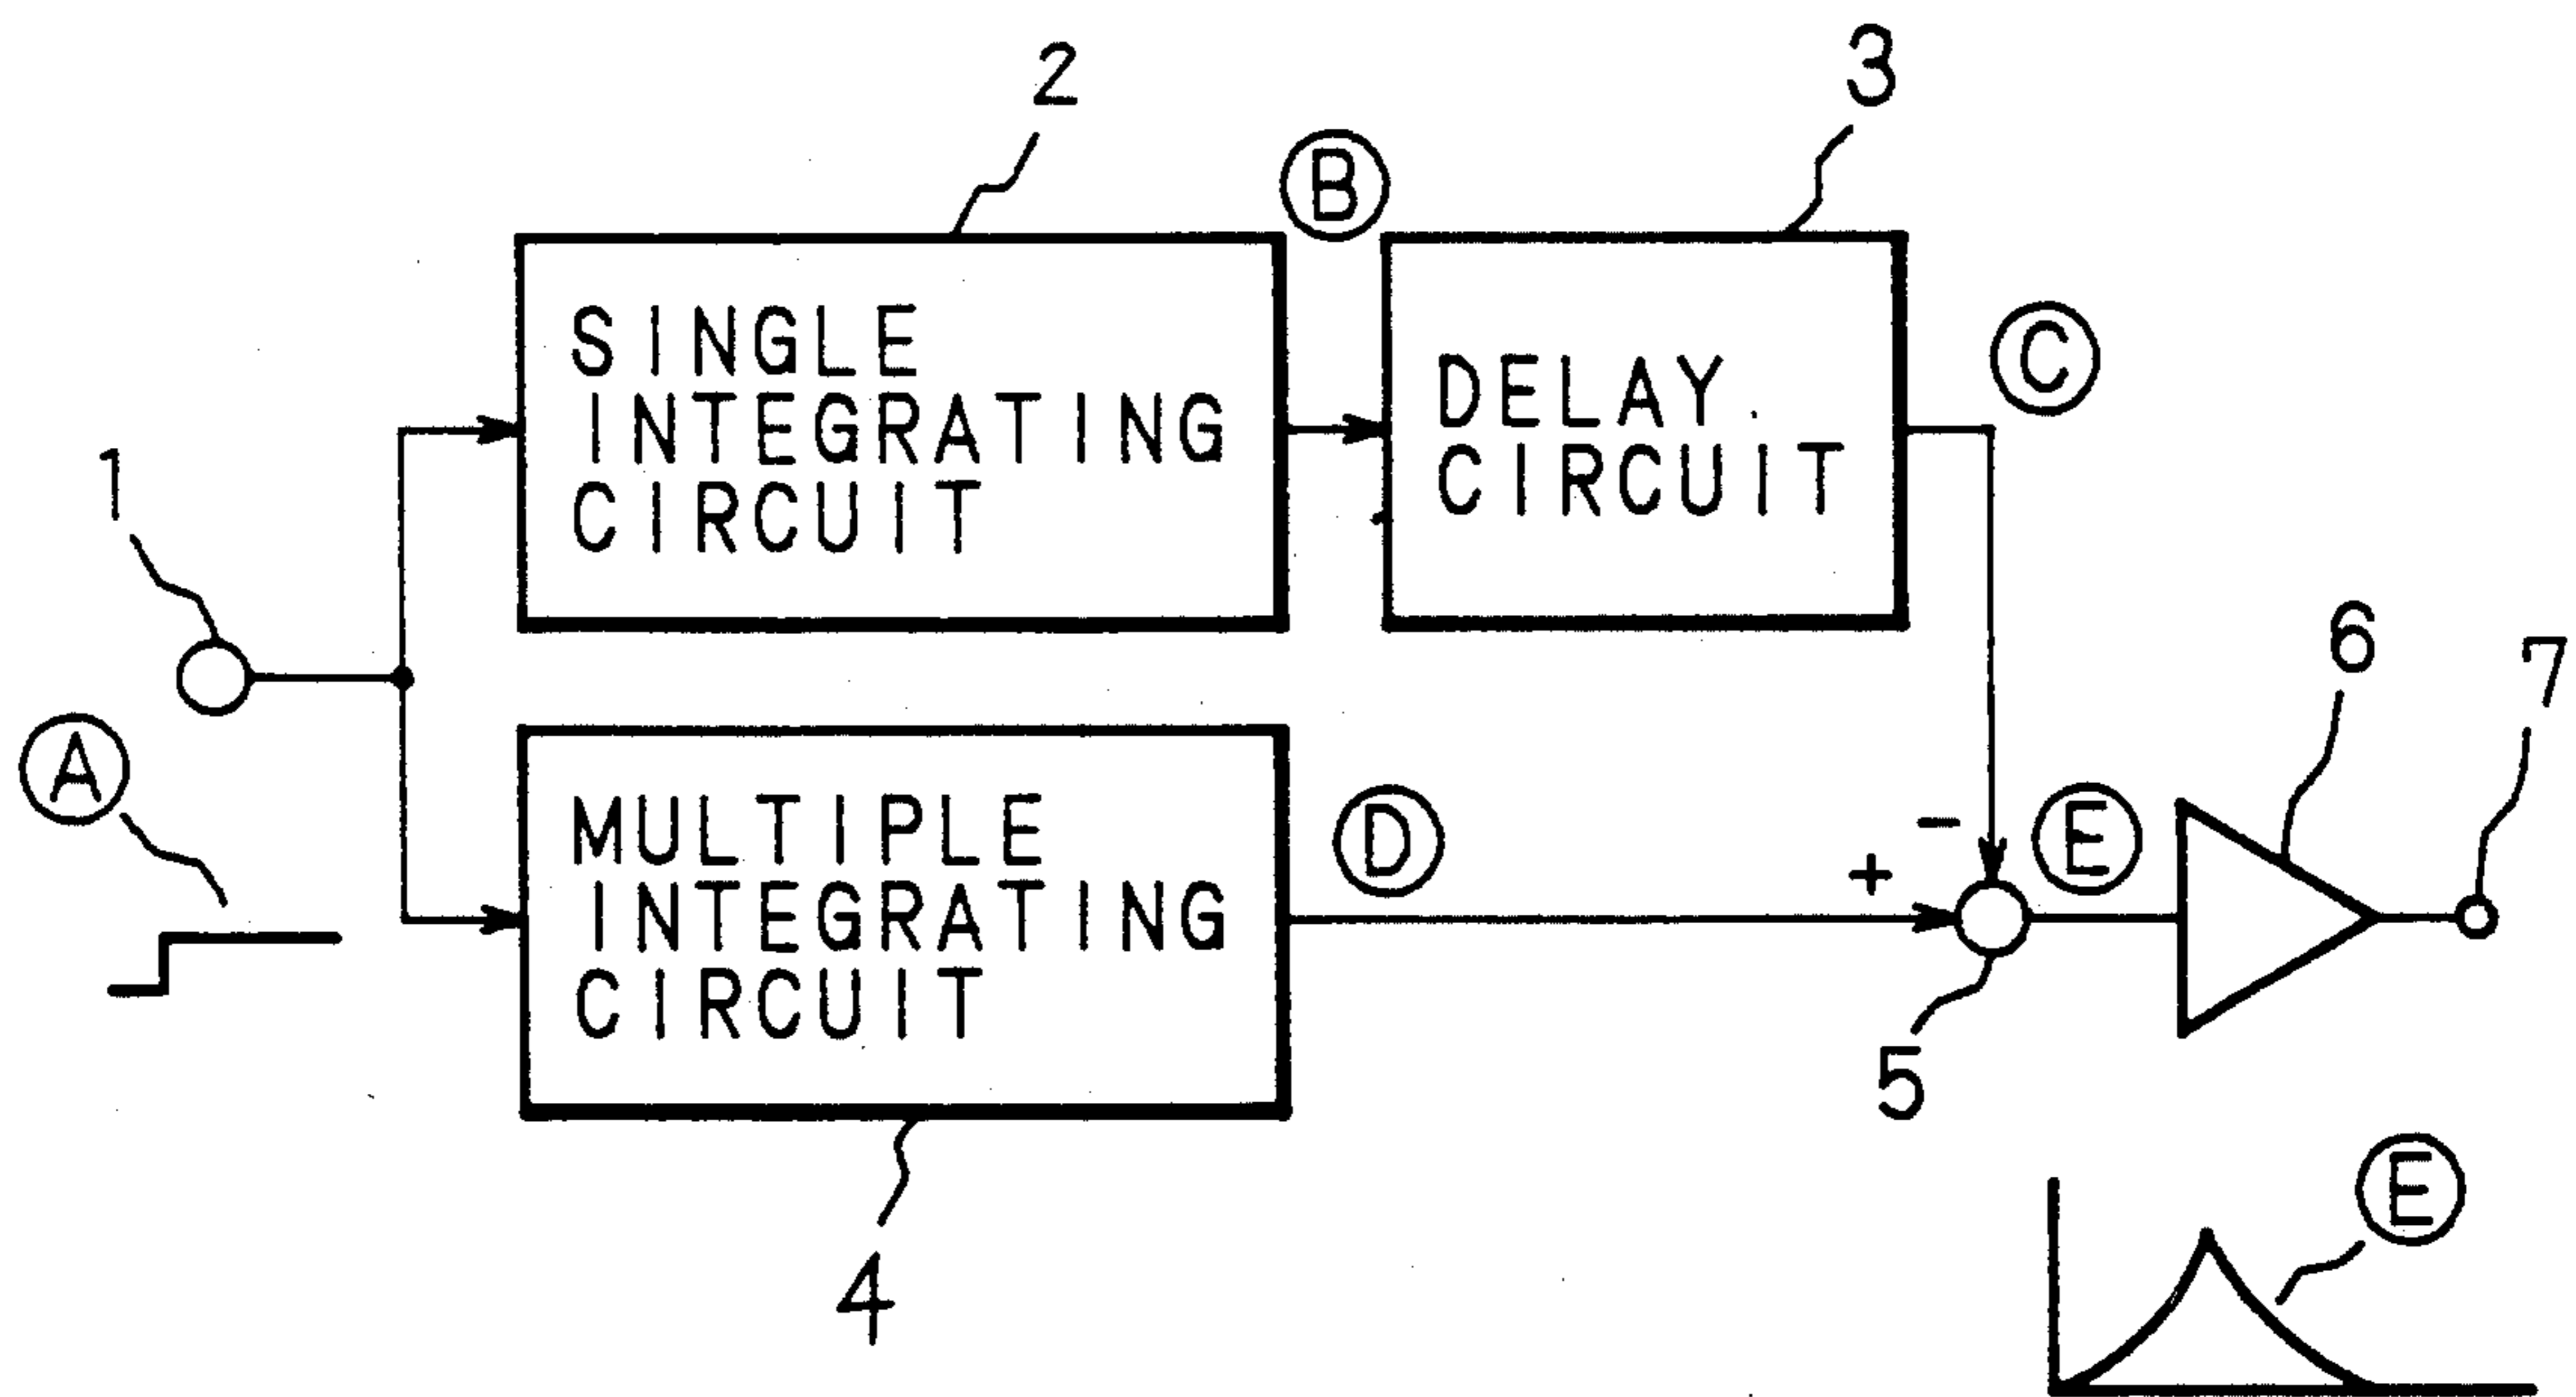 2
3
B
SINGLE
INTEGRATING
CIRCUIT
DELAY
CIRCUIT
C
1
A
MULTIPLE
INTEGRATING
CIRCUIT
D
-
+
E
6
7
5
4
E